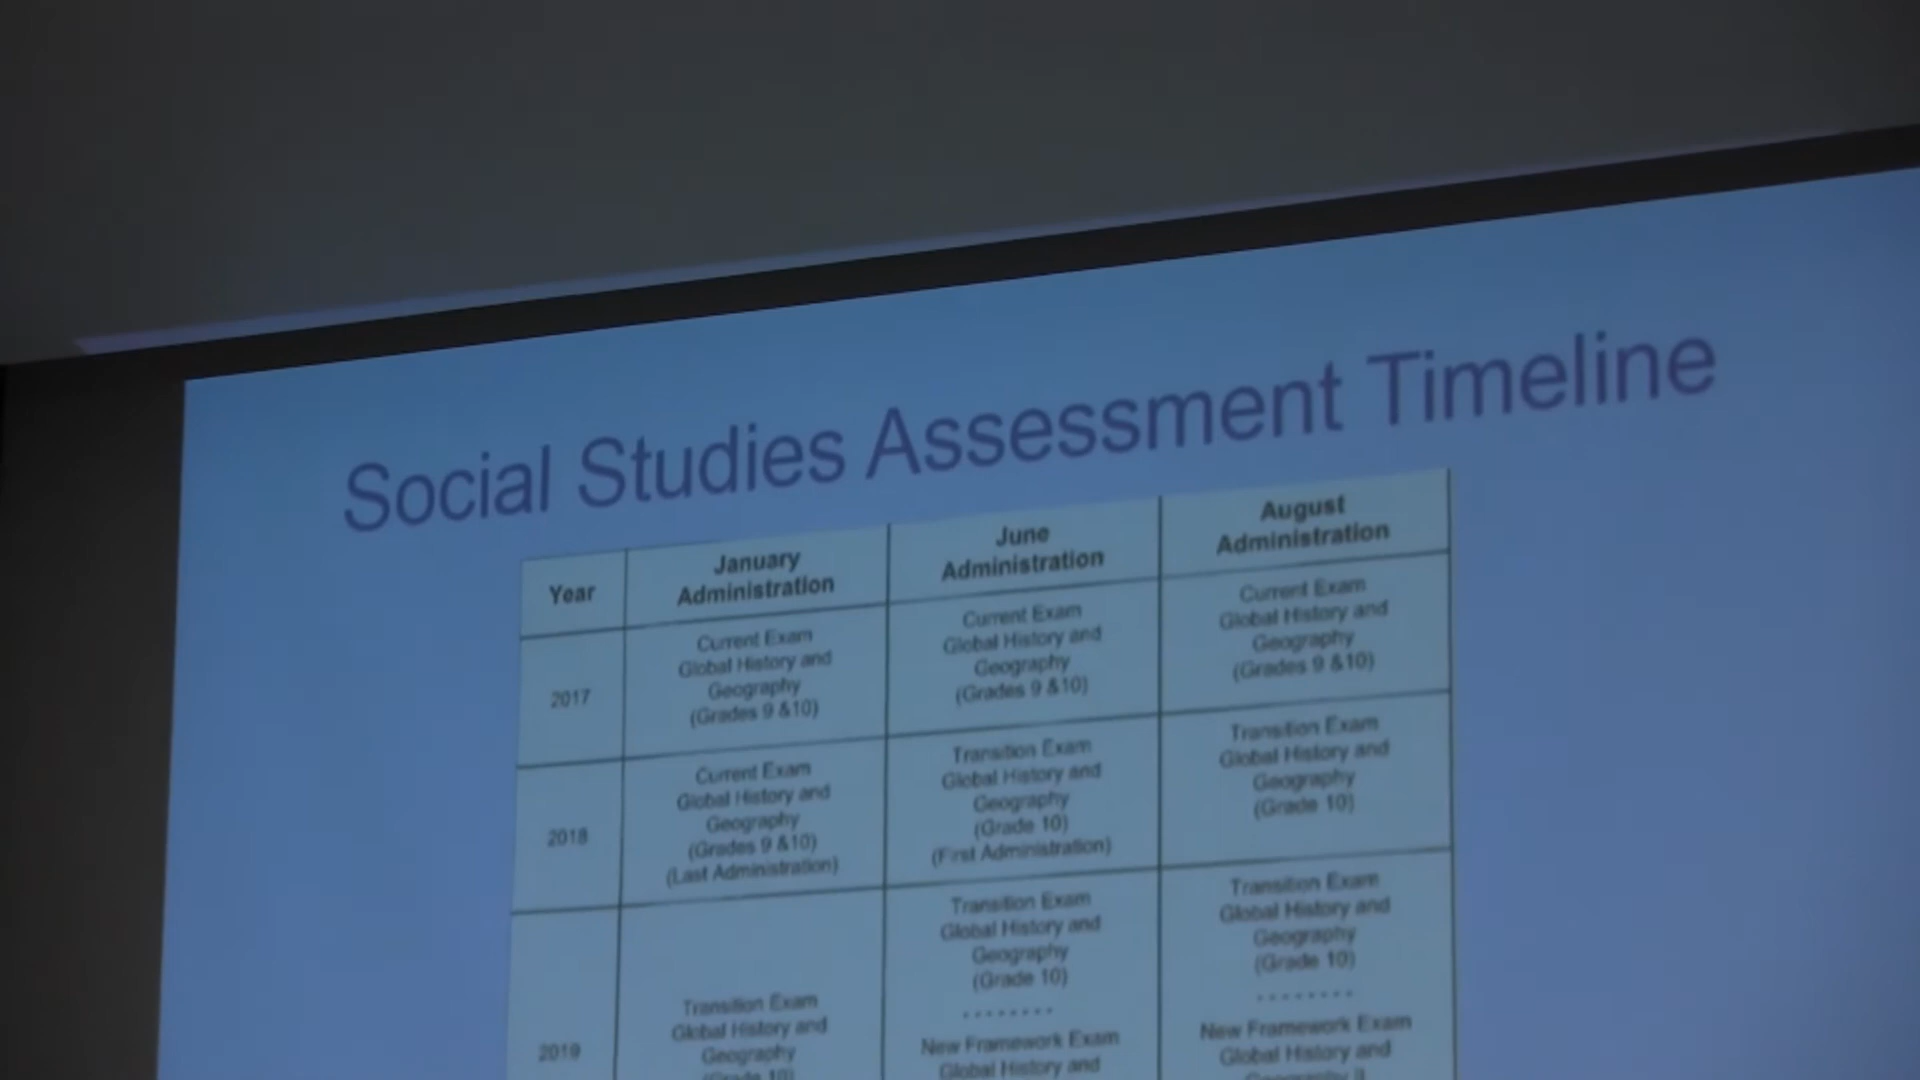 Social Studies Assessment Timeline
Year
January
Administration
June
Administration
August
Administration
2017
Current Exam
Global History and
Geography
(Grades 9 &10)
Current Exam
Global History and
Geography
(Grades 9 &10)
Current Exam
Global History and
Geography
(Grades 9 &10)
2018
Current Exam
Global History and
Geography
(Grades 9 &10)
(Last Administration)
Transition Exam
Global History and
Geography
(Grade 10)
(First Administration)
Transition Exam
Global History and
Geography
(Grade 10)
2019
Transition Exam
Global History and
Geography
(Grade 10)
Transition Exam
Global History and
Geography
(Grade 10)
New Framework Exam
Global History and
Transition Exam
Global History and
Geography
(Grade 10)
New Framework Exam
Global History and
Geography II